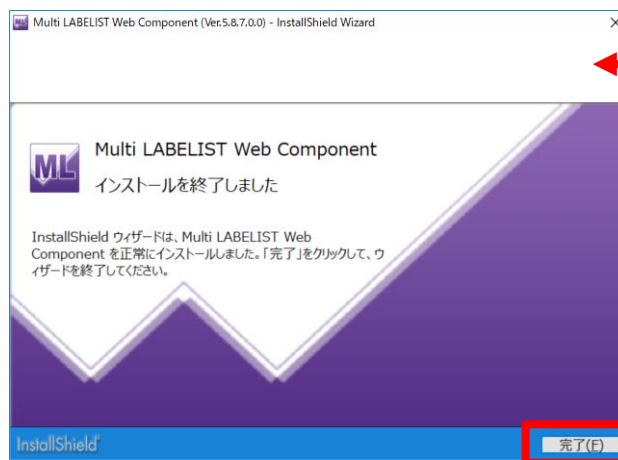 Multi LABELIST Web Component (Ver.5.8.7.0.0) - InstallShield Wizard
ML
Multi LABELIST Web Component
インストールを終了しました
InstallShield ウィザードは、Multi LABELIST Web
Component を正常にインストールしました。「完了」をクリックして、ウ
ィザードを終了してください。
InstallShield
完了(F)